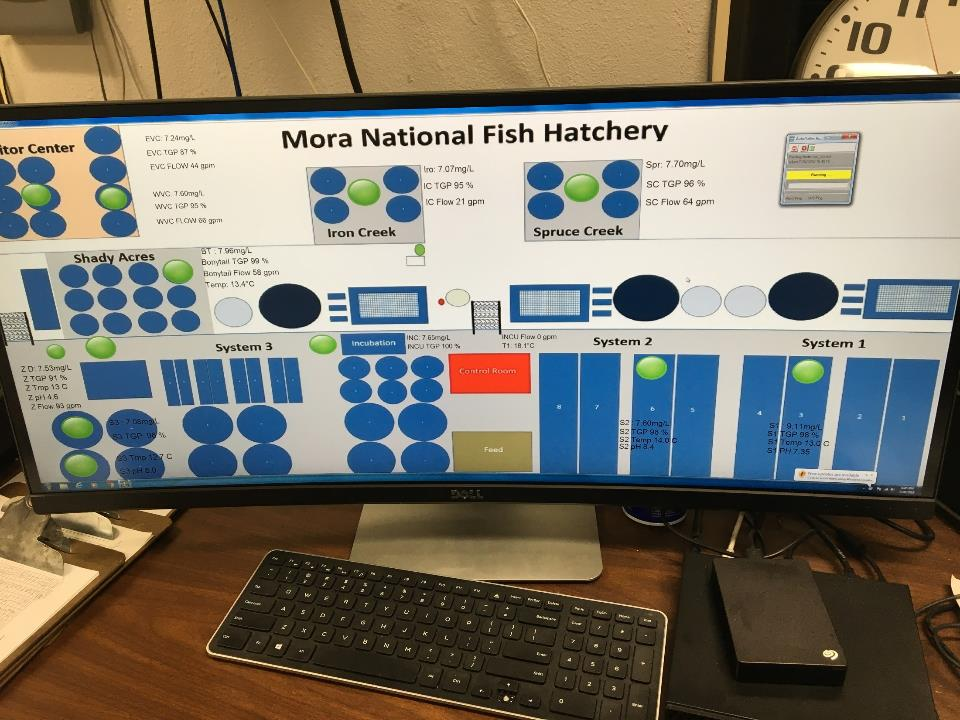 11
10
Mora National Fish Hatchery
itor Center
EVC: 7.24mg/L
EVC TGP 87 %
EVC FLOW 44 gpm
WVC: 7.60mg/L
WVC TGP 95 %
WVC FLOW 66 gpm
Iro: 7.07mg/L
IC TGP 95 %
IC Flow 21 gpm
Iron Creek
Spr: 7.70mg/L
SC TGP 96 %
SC Flow 64 gpm
Spruce Creek
Running
Shady Acres
BT : 7.96mg/L
Bonytail TGP 99 %
Bonytail Flow 58 gpm
Temp: 13.4°C
System 3
Incubation
INC: 7.65mg/L
INCU TGP 100 %
INCU Flow 0 gpm
T1: 18.1°C
System 2
System 1
Z D: 7.53mg/L
Z TGP 91 %
Z Tmp 13 C
Z pH 4.6
Z Flow 93 gpm
Control Room
Feed
S3 : 7.08mg/L
S3 TGP: 96 %
S3 Tmp 12.7 C
S3 pH 8.0
8
7
6
5
4
3
2
1
S2 : 7.60mg/L
S2 TGP 98 %
S2 Temp 14.0 C
S2 pH 8.4
S1 : 9.11mg/L
S1 TGP 98 %
S1 Temp 13.0 C
S1 PH 7.35
DELL